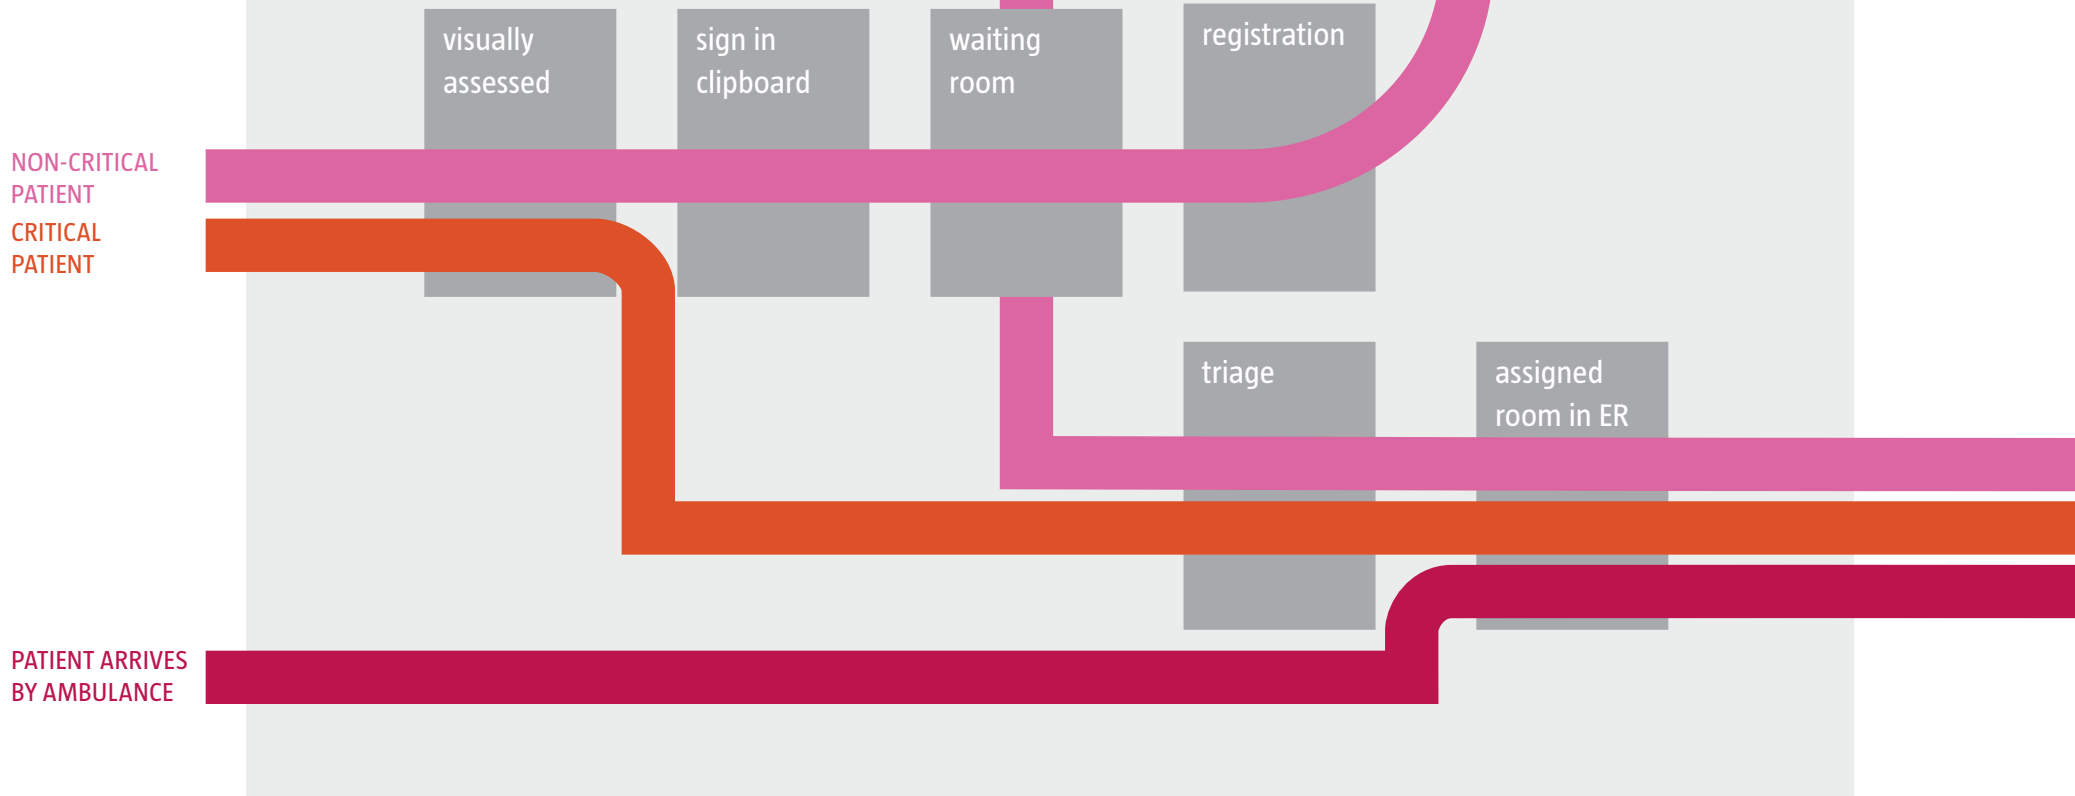 visually
assessed
sign in
clipboard
waiting
room
registration
NON-CRITICAL
PATIENT
CRITICAL
PATIENT
triage
assigned
room in ER
PATIENT ARRIVES
BY AMBULANCE